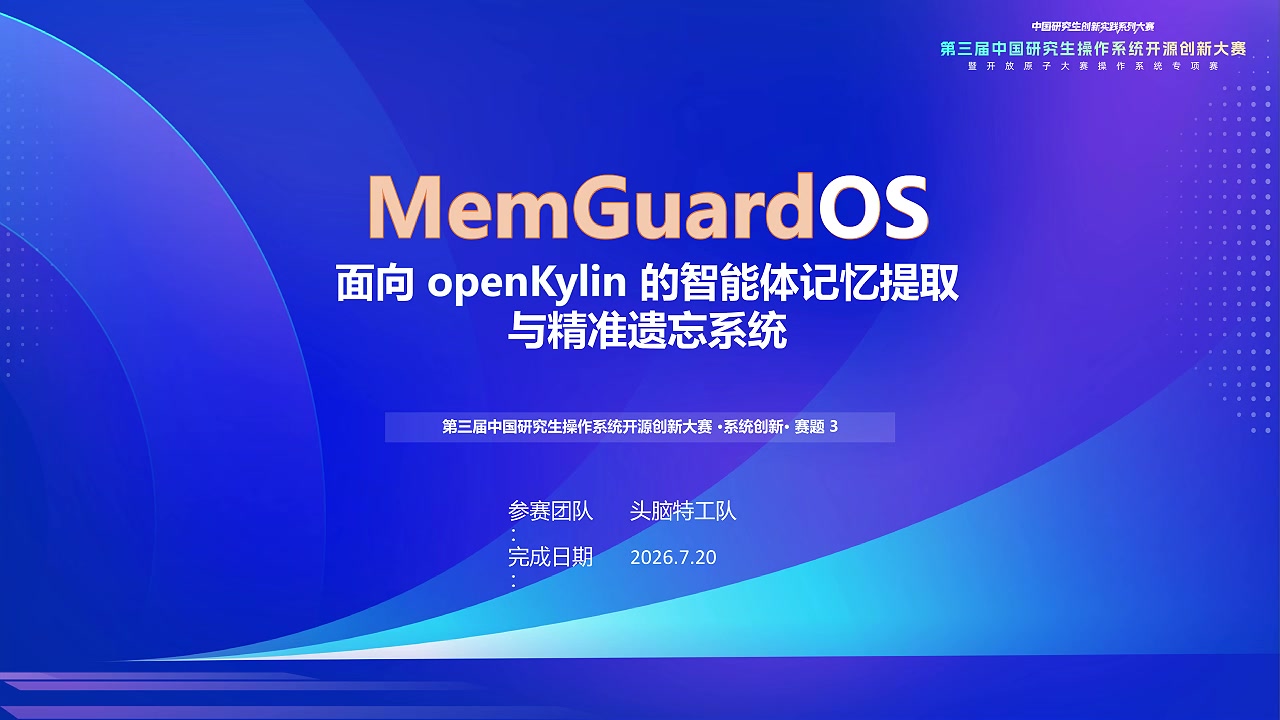 中国研究生创新实践系列大赛
第三届中国研究生操作系统开源创新大赛
暨开放原子大赛操作系统专项赛
MemGuardOS
面向 openKylin 的智能体记忆提取
与精准遗忘系统
第三届中国研究生操作系统开源创新大赛 •系统创新• 赛题 3
参赛团队： 头脑特工队
完成日期： 2026.7.20